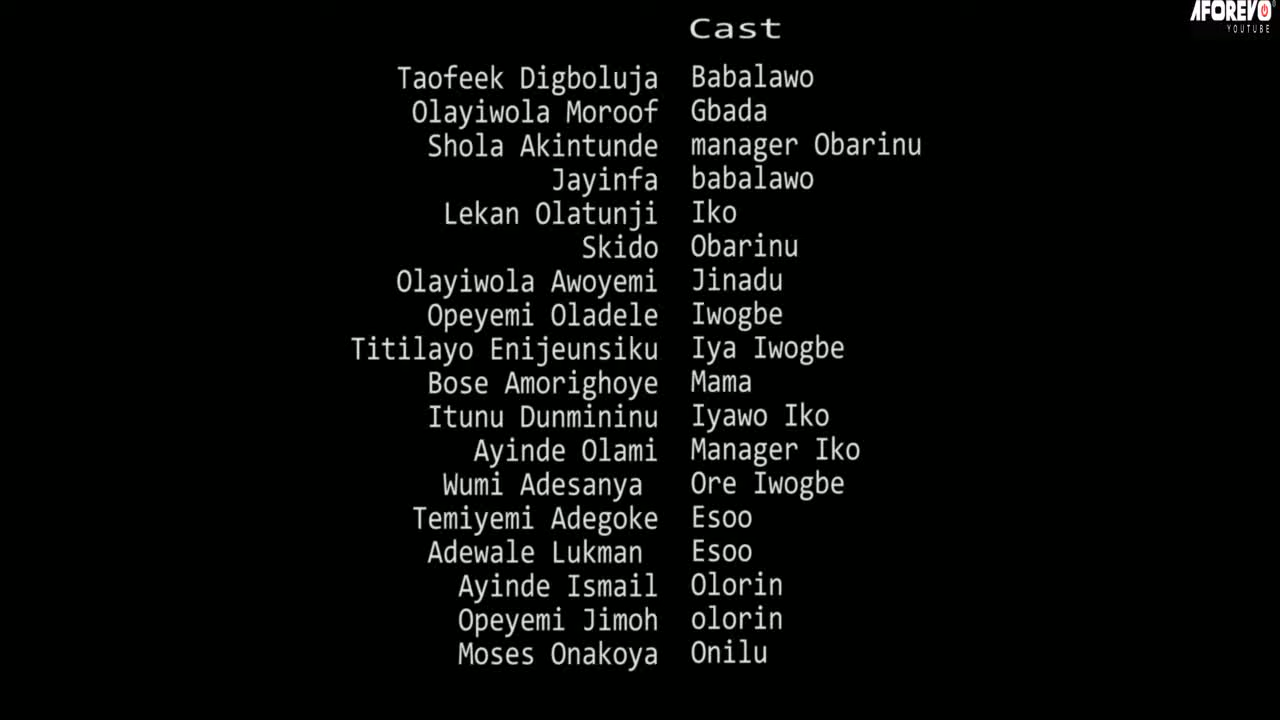 AFOREVO
YOUTUBE
Cast
Taofeek Digboluja Babalawo
Olayiwola Moroof Gbada
Shola Akintunde manager Obarinu
Jayinfa babalawo
Lekan Olatunji Iko
Skido Obarinu
Olayiwola Awoyemi Jinadu
Opeyemi Oladele Iwogbe
Titilayo Enijeunsiku Iya Iwogbe
Bose Amorighoye Mama
Itunu Dunmininu Iyawo Iko
Ayinde Olami Manager Iko
Wumi Adesanya Ore Iwogbe
Temiyemi Adegoke Esoo
Adewale Lukman Esoo
Ayinde Ismail Olorin
Opeyemi Jimoh olorin
Moses Onakoya Onilu